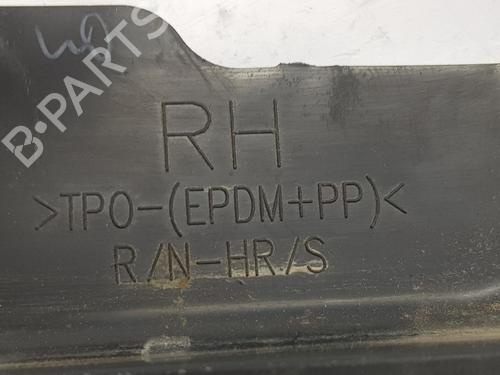 B-PARTS
RH
>TPO-(EPDM+PP)<
R/N-HR/S